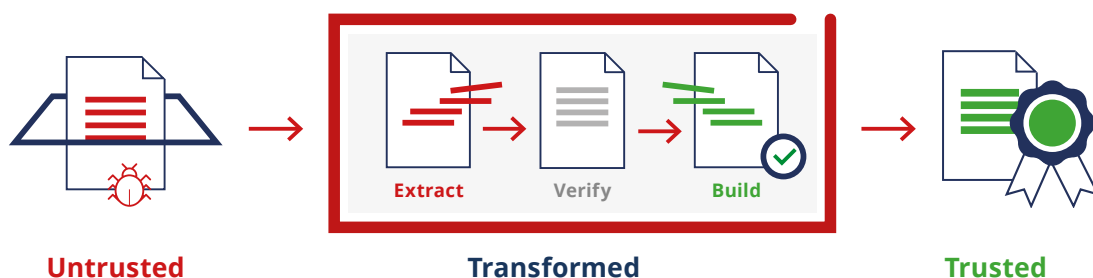 Extract
Verify
Build
Untrusted
Transformed
Trusted